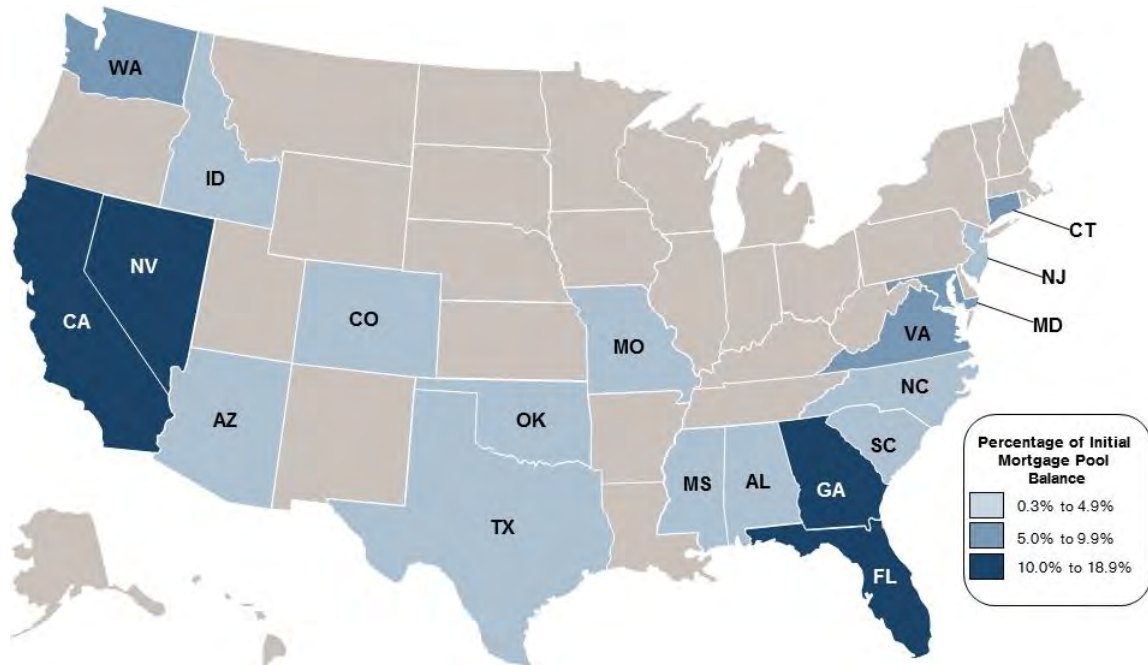 WA
ID
NV
CA
CO
MO
AZ
OK
TX
MS
AL
GA
FL
SC
NC
VA
CT
NJ
MD
Percentage of Initial
Mortgage Pool
Balance
0.3% to 4.9%
5.0% to 9.9%
10.0% to 18.9%